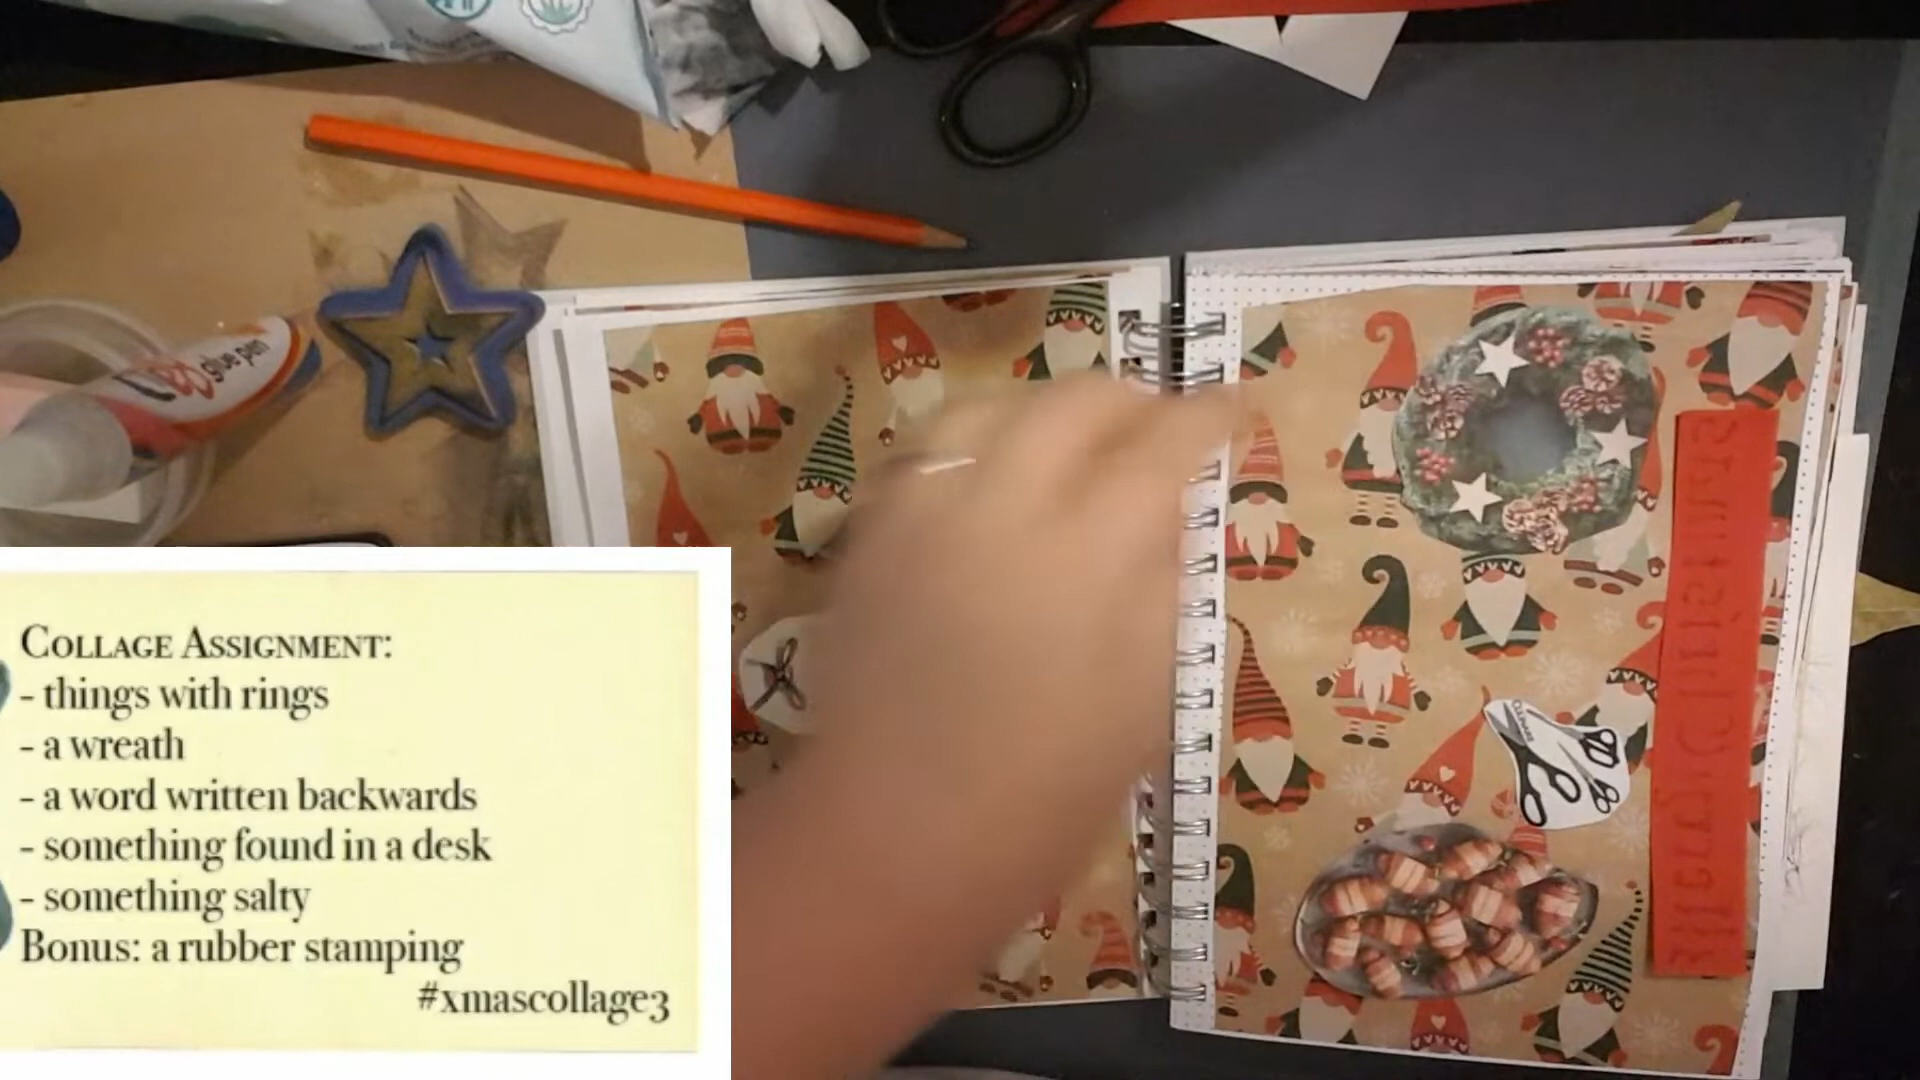 glue pen
COLLAGE ASSIGNMENT:
- things with rings
- a wreath
- a word written backwards
- something found in a desk
- something salty
Bonus: a rubber stamping
#xmascollage3